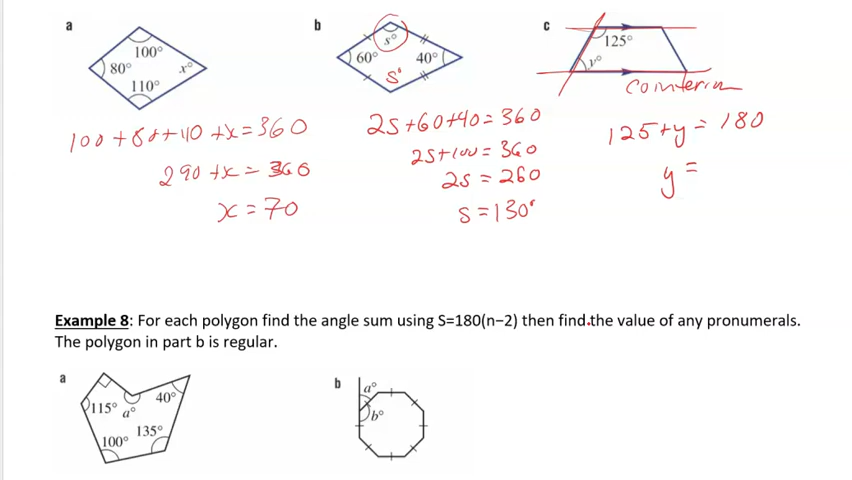 a
b
c
100°
80°
110°
x°
s°
60°
40°
S°
125°
y°
Cointerior
100+80+110+x=360
290+x=360
x=70
2s+60+40=360
2s+100=360
2s=260
s=130°
125+y=180
y=
Example 8: For each polygon find the angle sum using S=180(n−2) then find the value of any pronumerals.
The polygon in part b is regular.
a
b
115°
40°
a°
135°
100°
a°
b°